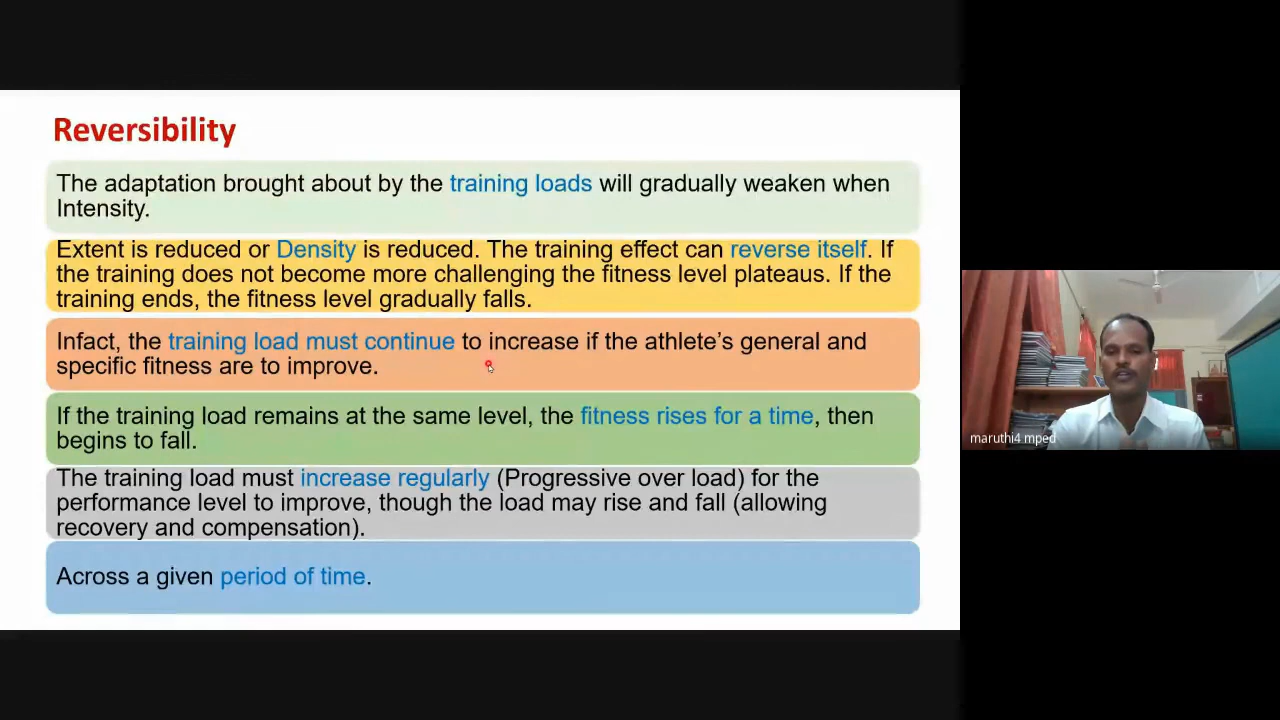 Reversibility
The adaptation brought about by the training loads will gradually weaken when
Intensity.
Extent is reduced or Density is reduced. The training effect can reverse itself. If
the training does not become more challenging the fitness level plateaus. If the
training ends, the fitness level gradually falls.
Infact, the training load must continue to increase if the athlete’s general and
specific fitness are to improve.
If the training load remains at the same level, the fitness rises for a time, then
begins to fall.
The training load must increase regularly (Progressive over load) for the
performance level to improve, though the load may rise and fall (allowing
recovery and compensation).
Across a given period of time.
maruthi4 mped